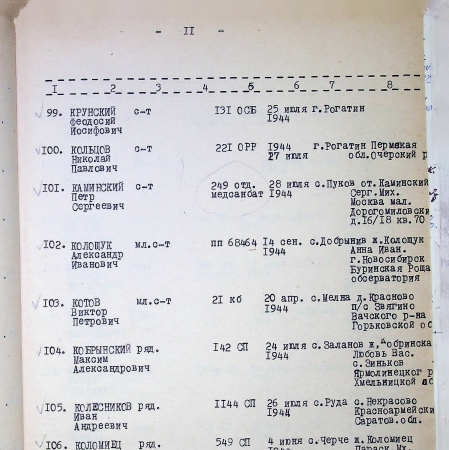 - II -
I 2 3 4 5 6 7 8
99. КРУНСКИЙ с-т 131 ОСБ 25 июля г.Рогатин
феодосий 1944
Иосифович
100. КОЛЬЦОВ с-т 221 ОРР 1944 г.Рогатин Пермская
Николай 27 июля обл.Очерский р
Павлович
101. КАМИНСКИЙ с-т 249 отд. 28 июля с.Пуков от.Каминский
Петр медсанбат 1944 Серг.Мих.
Сергеевич Москва мал.
Дорогомиловски
д.16/18 кв.70
102. КОЛОЩУК мл.с-т пп 68464 14 сен. с.Добрынив ж.Колощук
Александр 1944 Анна Иван.
Иванович г.Новосибирск
Буринская Роща
обсерватория
103. КОТОВ мл.с-т 21 кб 20 апр. с.Мелна д.Красново
Виктор 1944 п/с Звягино
Петрович Вачского р-на
Горьковской об
104. КОБРЫНСКИЙ ряд. 142 СП 24 июля с.Заланов ж.
Максим 1944 Любовь Вас.
Александрович с.Зиньков
Ярмолинецког р
Хмельницкой
105. КОЛЕСНИКОВ ряд. 1144 СП 26 июля с.Руда с.Некрасово
Иван 1944 Красноармейски
Андреевич Саратов.обл.
106. КОЛОМИЕЦ ряд. 549 СП 4 июня с.Черче ж.Коломиец